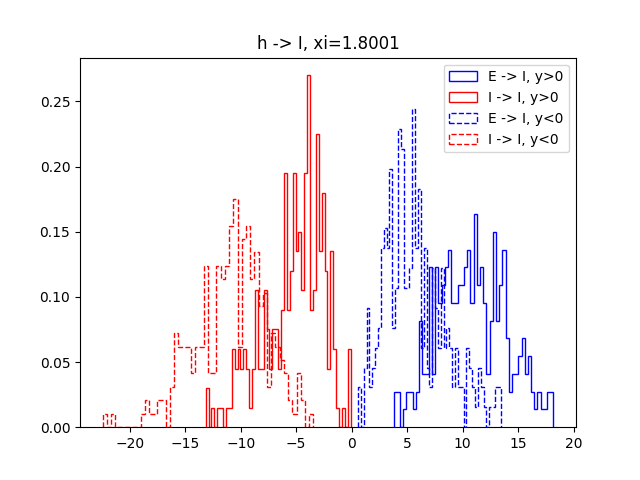 h -> I, xi=1.8001
E -> I, y>0
I -> I, y>0
E -> I, y<0
I -> I, y<0
0.25
0.20
0.15
0.10
0.05
0.00
−20 −15 −10 −5 0 5 10 15 20